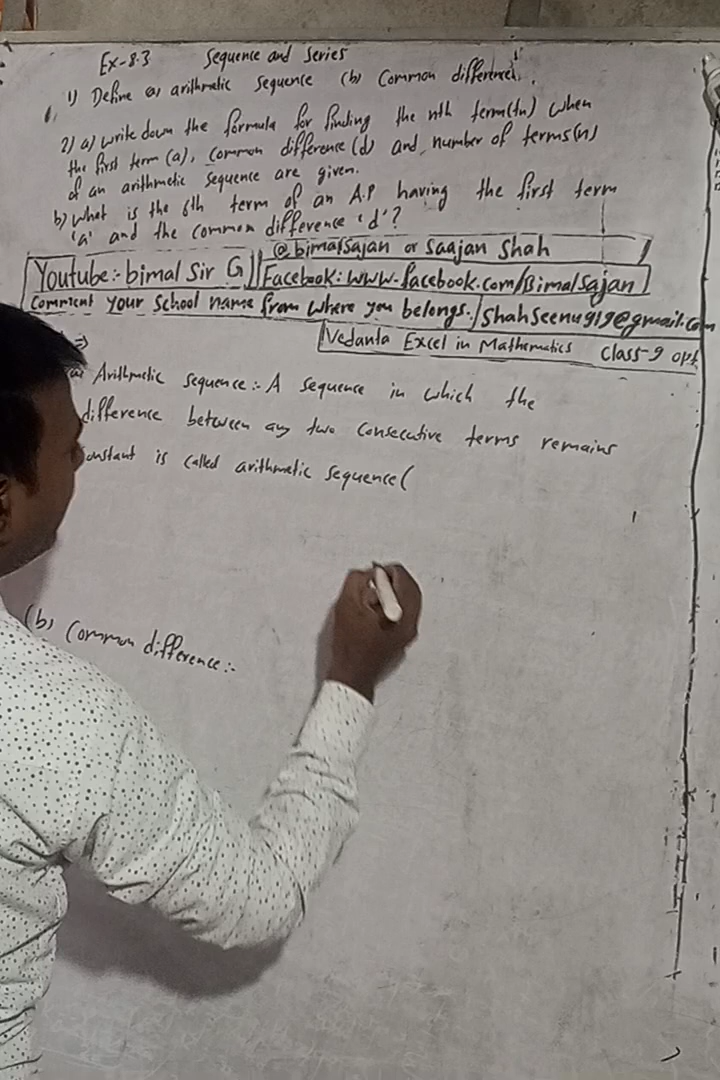 Ex-8.3 Sequence and Series
1) Define a) arithmetic sequence (b) Common difference.
2) a) write down the formula for finding the nth term(tn) when
the first term (a), common difference (d) and number of terms(n)
of an arithmetic sequence are given.
b) What is the 6th term of an A.P having the first term
'a' and the common difference 'd'?
@bimalsajan or Saajan Shah
Youtube:- bimal Sir G
Facebook: www.facebook.com/Bimalsajan
Comment your School name from where you belongs.
shahseenu919@gmail.com
Vedanta Excel in Mathematics Class-9 opt
(a) Arithmetic sequence:- A sequence in which the
difference between any two consecutive terms remains
constant is called arithmetic sequence(
(b) Common difference:-